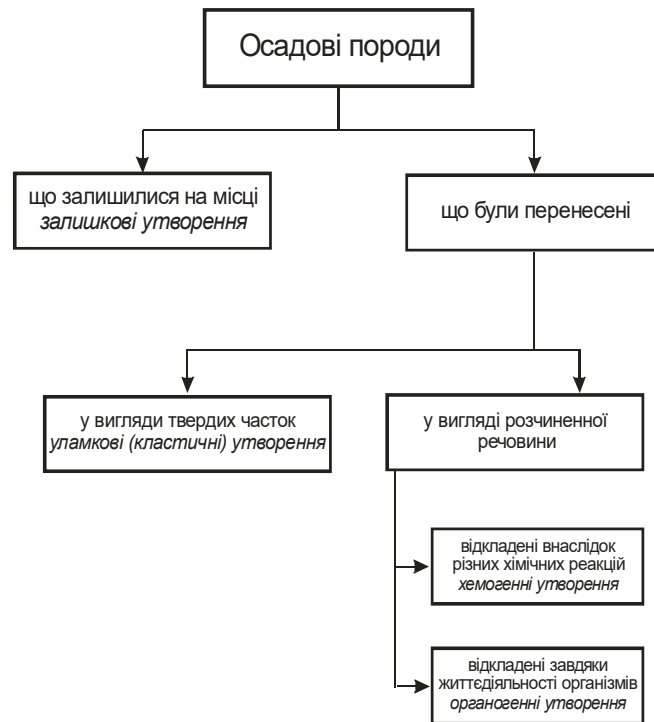 Осадові породи
що залишилися на місці
залишкові утворення
що були перенесені
у вигляди твердих часток
уламкові (кластичні) утворення
у вигляді розчиненної
речовини
відкладені внаслідок
різних хімічних реакцій
хемогенні утворення
відкладені завдяки
життєдіяльності організмів
органогенні утворення